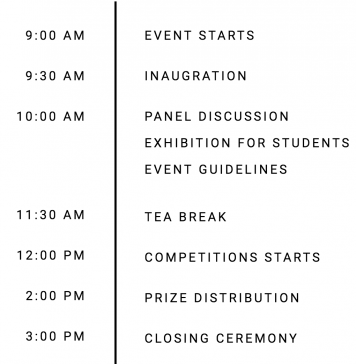 9:00 AM EVENT STARTS
9:30 AM INAUGRATION
10:00 AM PANEL DISCUSSION
EXHIBITION FOR STUDENTS
EVENT GUIDELINES
11:30 AM TEA BREAK
12:00 PM COMPETITIONS STARTS
2:00 PM PRIZE DISTRIBUTION
3:00 PM CLOSING CEREMONY